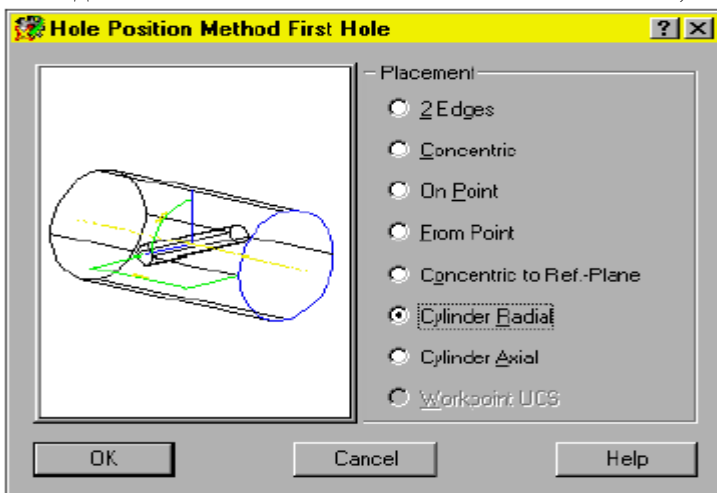 Hole Position Method First Hole
Placement
2 Edges
Concentric
On Point
From Point
Concentric to Ref.-Plane
Cylinder Radial
Cylinder Axial
Workpoint UCS
OK
Cancel
Help